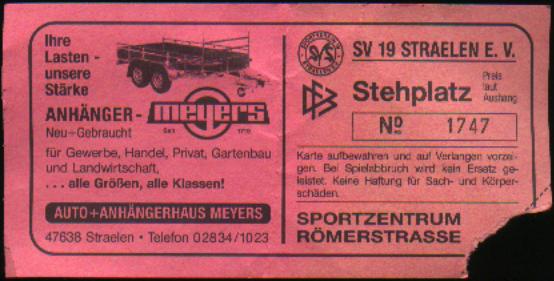 Ihre
Lasten -
unsere
Stärke
ANHÄNGER -
Neu+Gebraucht
meyers
für Gewerbe, Handel, Privat, Gartenbau
und Landwirtschaft,
... alle Größen, alle Klassen!
AUTO+ANHÄNGERHAUS MEYERS
47638 Straelen • Telefon 02834/1023
SV 19 STRAELEN E. V.
Stehplatz
Preis
laut
Aushang
No 1747
Karte aufbewahren und auf Verlangen vorzei-
gen. Bei Spielabbruch wird kein Ersatz ge-
leistet. Keine Haftung für Sach- und Körper-
schäden.
SPORTZENTRUM
RÖMERSTRASSE